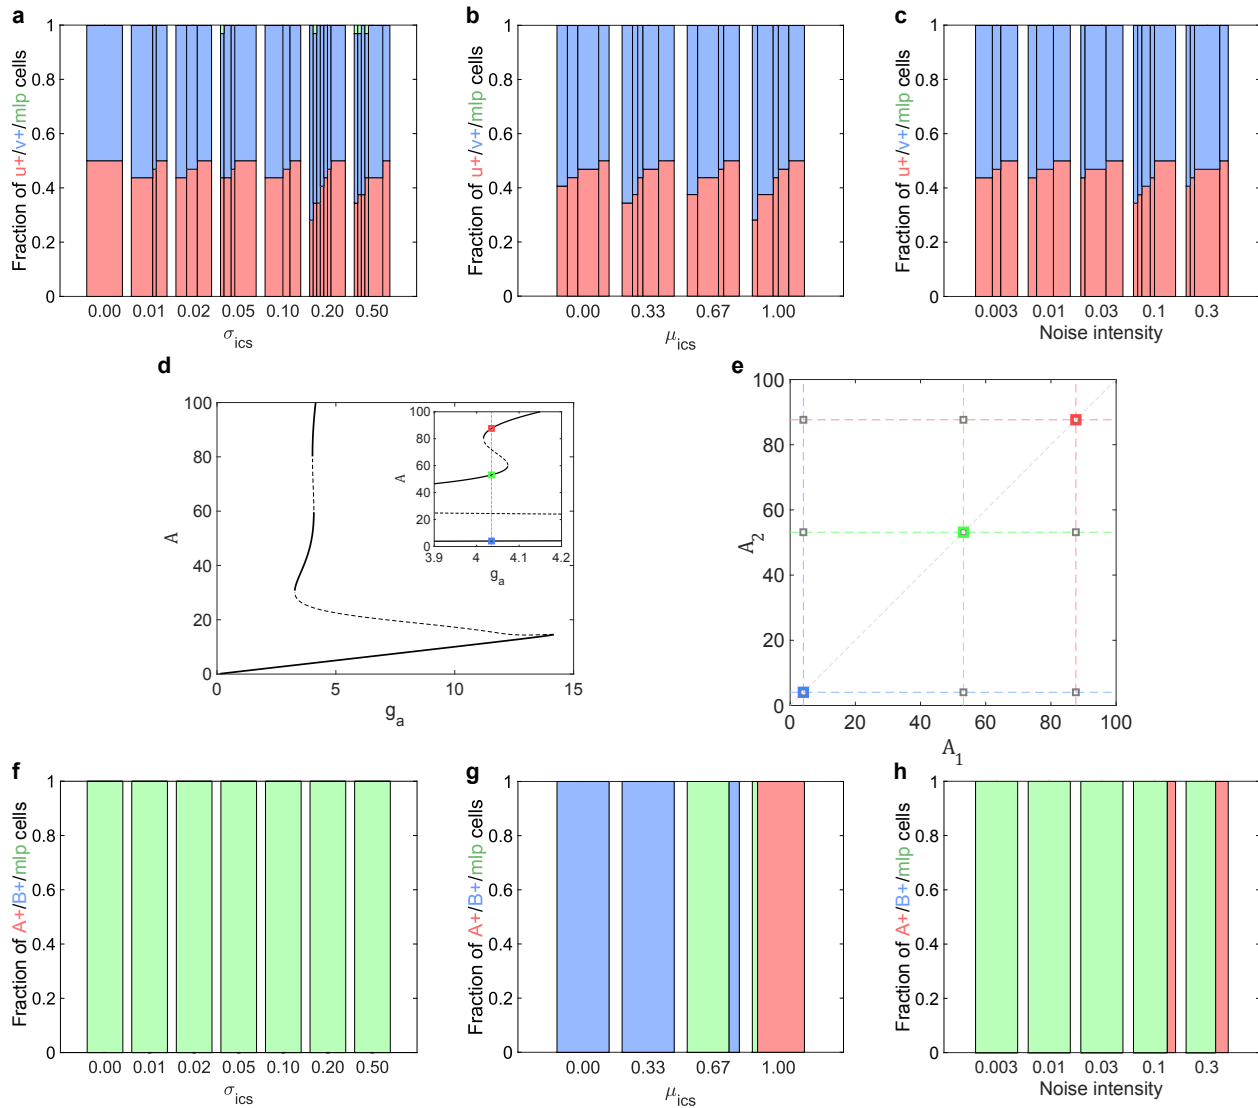 a
Fraction of u+/v+/mlp cells
1
0.8
0.6
0.4
0.2
0
0.00 0.01 0.02 0.05 0.10 0.20 0.50
σics
b
Fraction of u+/v+/mlp cells
1
0.8
0.6
0.4
0.2
0
0.00 0.33 0.67 1.00
μics
c
Fraction of u+/v+/mlp cells
1
0.8
0.6
0.4
0.2
0
0.003 0.01 0.03 0.1 0.3
Noise intensity
d
A
100
80
60
40
20
0
0 5 10 15
ga
A
100
80
60
40
20
0
3.9 4 4.1 4.2
ga
e
A2
100
80
60
40
20
0
0 20 40 60 80 100
A1
f
Fraction of A+/B+/mlp cells
1
0.8
0.6
0.4
0.2
0
0.00 0.01 0.02 0.05 0.10 0.20 0.50
σics
g
Fraction of A+/B+/mlp cells
1
0.8
0.6
0.4
0.2
0
0.00 0.33 0.67 1.00
μics
h
Fraction of A+/B+/mlp cells
1
0.8
0.6
0.4
0.2
0
0.003 0.01 0.03 0.1 0.3
Noise intensity